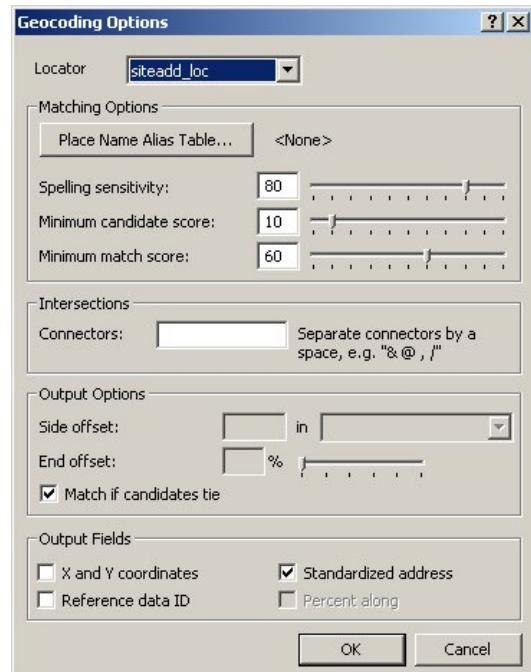 Geocoding Options
Locator siteadd_loc
Matching Options
Place Name Alias Table... <None>
Spelling sensitivity: 80
Minimum candidate score: 10
Minimum match score: 60
Intersections
Connectors: Separate connectors by a
space, e.g. "& @ , /"
Output Options
Side offset: in
End offset: %
Match if candidates tie
Output Fields
X and Y coordinates Standardized address
Reference data ID Percent along
OK Cancel